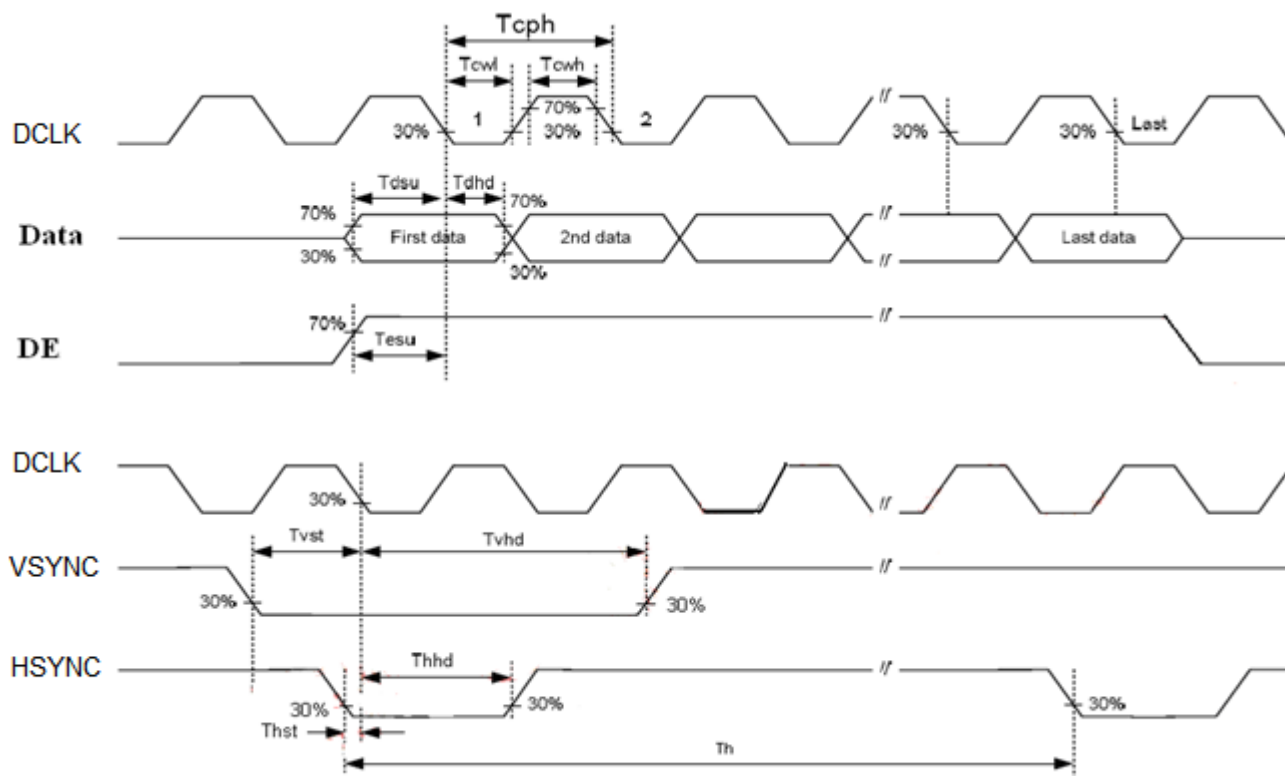 Tcph
Tcwl Tcwh
DCLK 30% 1 70% 30% 2 30% 30% Last
Tdsu Tdhd
70% 70%
Data First data 2nd data Last data
30% 30%
70%
DE Tesu
DCLK 30%
Tvst Tvhd
VSYNC
30% 30%
HSYNC Thhd
30% 30% 30%
Thst
Th